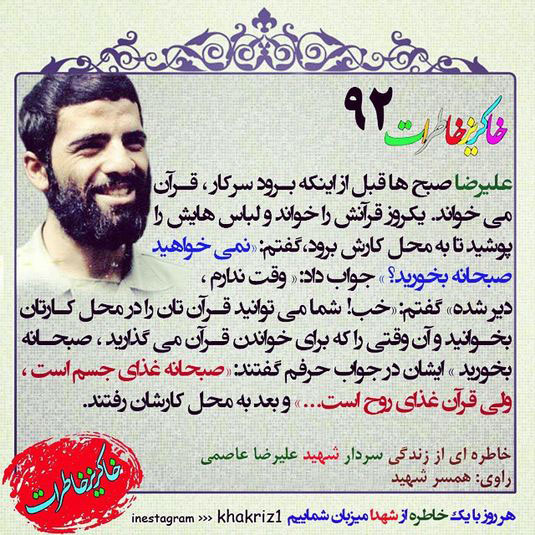 خاکریز خاطرات ۹۲
علیرضا صبح ها قبل از اینکه برود سرکار ، قرآن
می خواند. یکروز قرآنش را خواند و لباس هایش را
پوشید تا به محل کارش برود،گفتم:«نمی خواهید
صبحانه بخورید؟ » جواب داد:« وقت ندارم ،
دیر شده» گفتم:«خب! شما می توانید قرآن تان را در محل کارتان
بخوانید و آن وقتی را که برای خواندن قرآن می گذارید ، صبحانه
بخورید » ایشان در جواب حرفم گفتند:«صبحانه غذای جسم است ،
ولی قرآن غذای روح است...» و بعد به محل کارشان رفتند.
خاطره ای از زندگی سردار شهید علیرضا عاصمی
راوی: همسر شهید
خاکریز خاطرات
هر روز با یک خاطره از شهدا میزبان شماییم inestagram >>> khakriz1